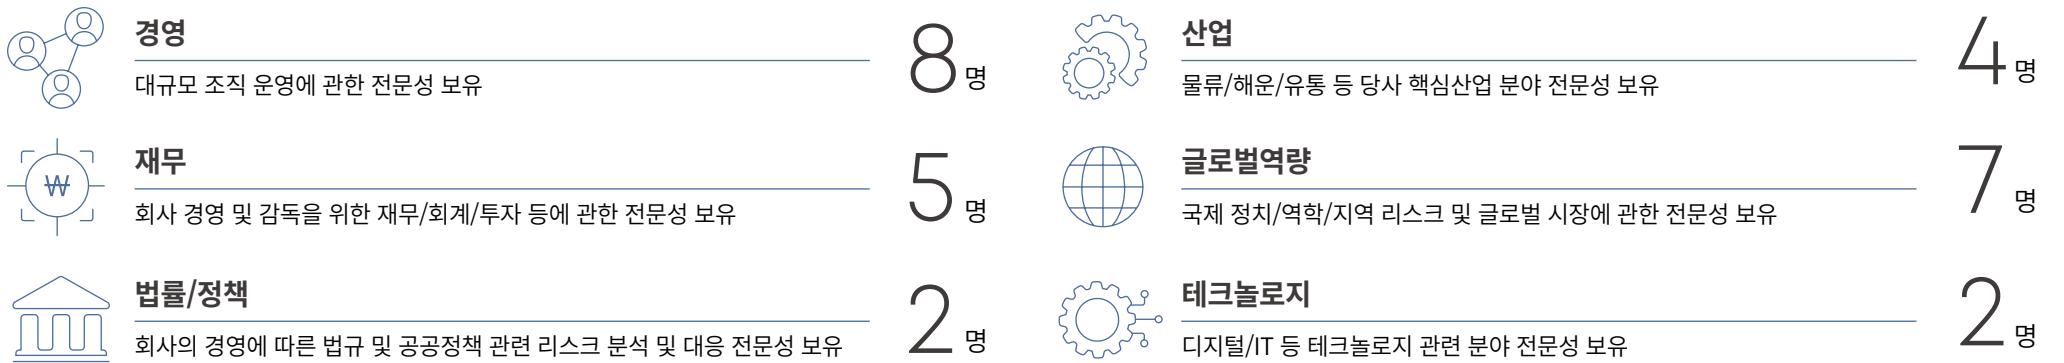 경영
대규모 조직 운영에 관한 전문성 보유
8명
재무
회사 경영 및 감독을 위한 재무/회계/투자 등에 관한 전문성 보유
5명
법률/정책
회사의 경영에 따른 법규 및 공공정책 관련 리스크 분석 및 대응 전문성 보유
2명
산업
물류/해운/유통 등 당사 핵심산업 분야 전문성 보유
4명
글로벌역량
국제 정치/역학/지역 리스크 및 글로벌 시장에 관한 전문성 보유
7명
테크놀로지
디지털/IT 등 테크놀로지 관련 분야 전문성 보유
2명